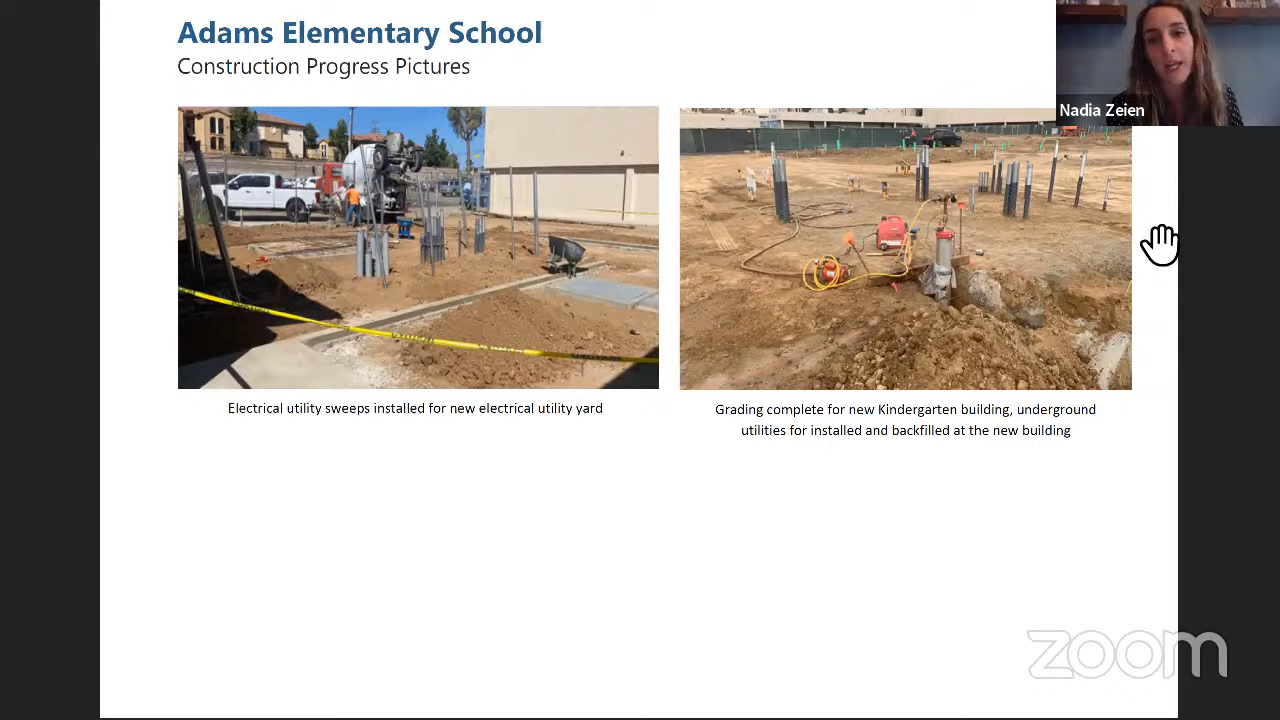 Adams Elementary School
Construction Progress Pictures
Nadia Zeien
Electrical utility sweeps installed for new electrical utility yard
Grading complete for new Kindergarten building, underground
utilities for installed and backfilled at the new building
zoom